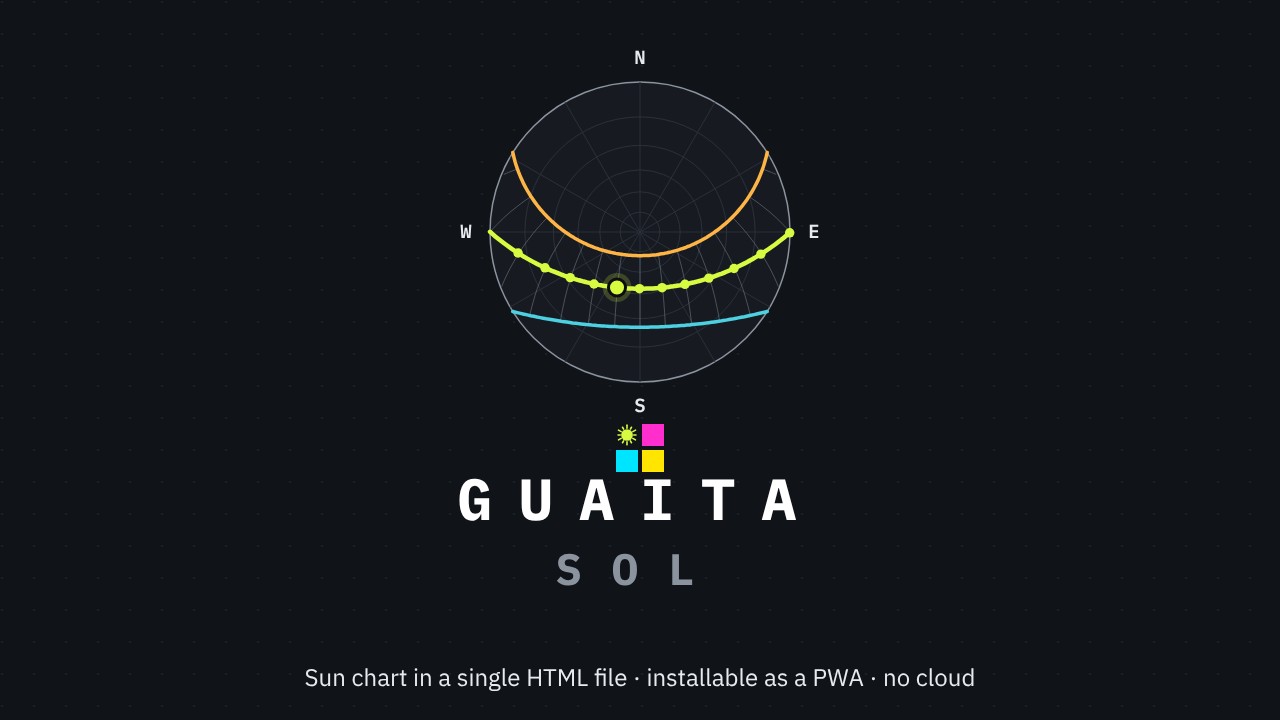 N
W E
S
GUAITA
SOL
Sun chart in a single HTML file · installable as a PWA · no cloud